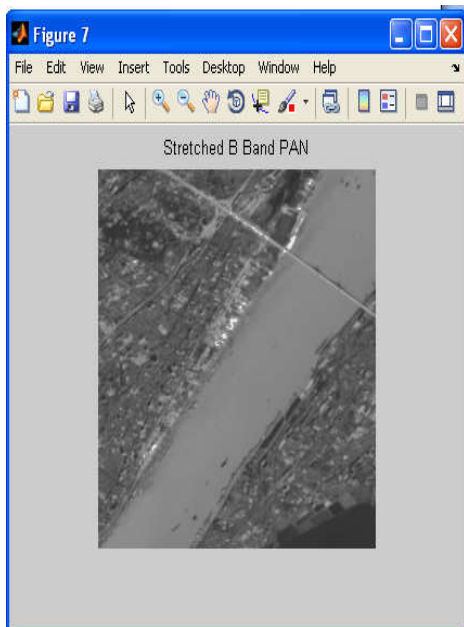 Figure 7
File Edit View Insert Tools Desktop Window Help
Stretched B Band PAN